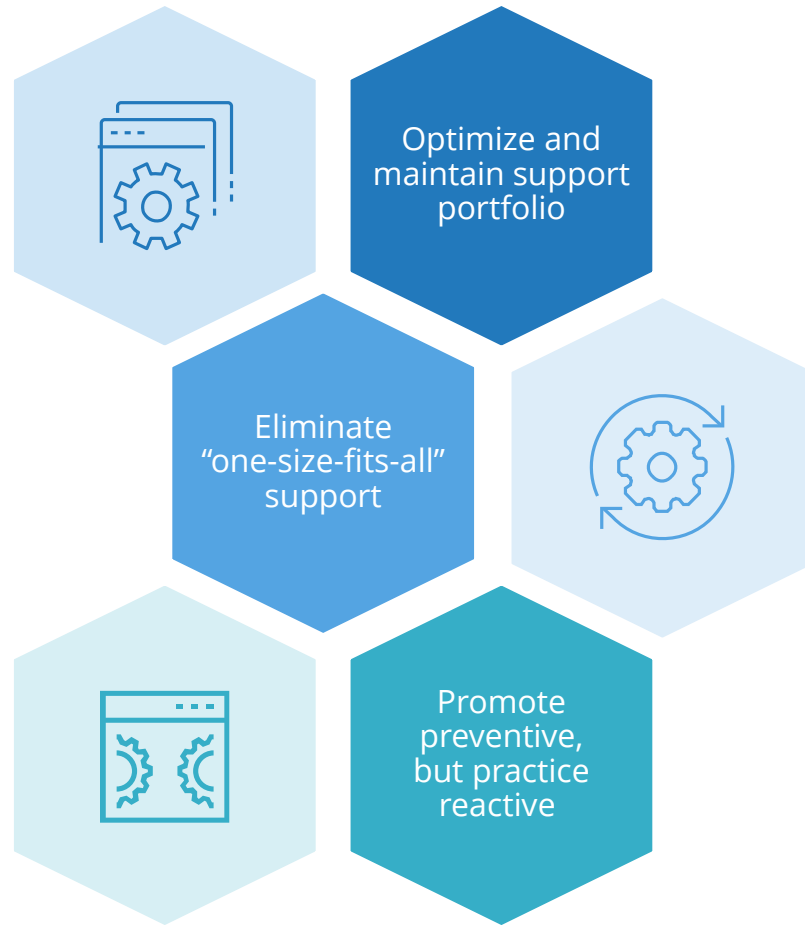 Optimize and
maintain support
portfolio
Eliminate
“one-size-fits-all”
support
Promote
preventive,
but practice
reactive